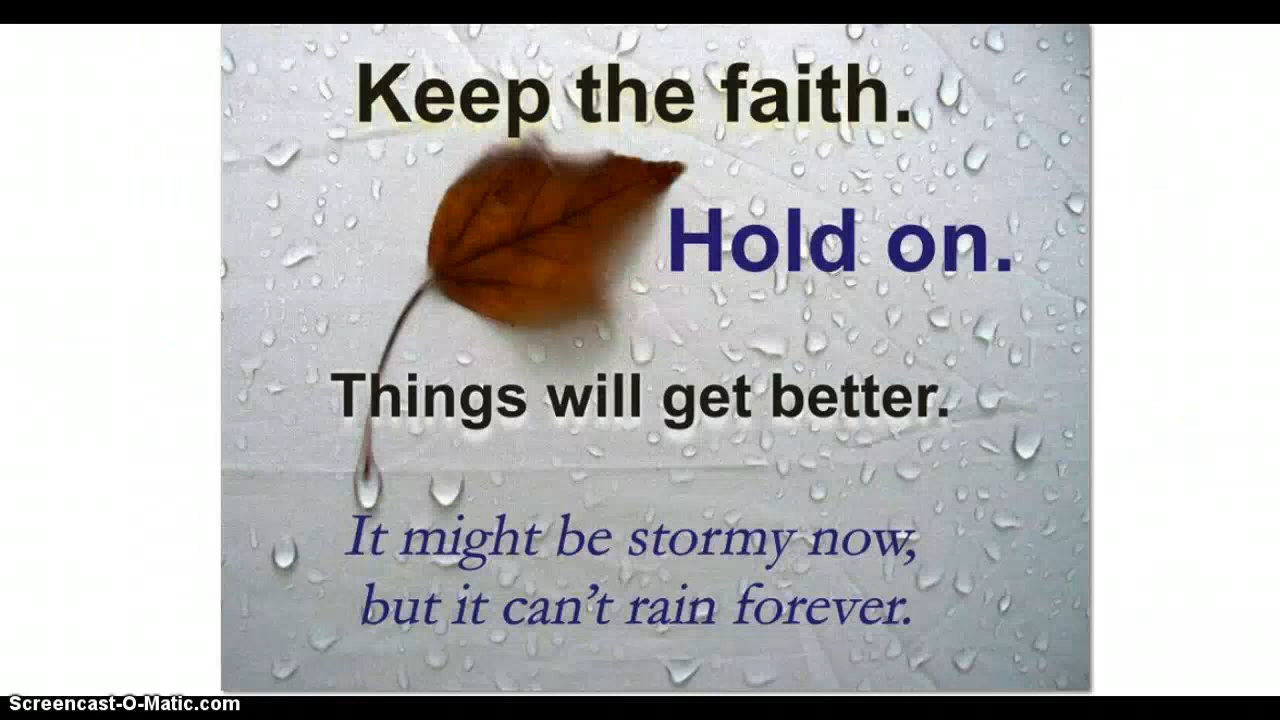 Keep the faith.
Hold on.
Things will get better.
It might be stormy now,
but it can't rain forever.
Screencast-O-Matic.com